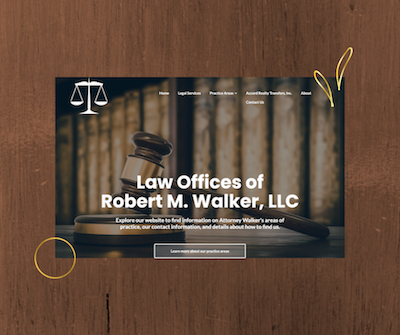 Home Legal Services Practice Areas Accord Realty Transfers, Inc. About
Contact Us
Law Offices of
Robert M. Walker, LLC
Explore our website to find information on Attorney Walker's areas of
practice, our contact information, and details about how to find us.
Learn more about our practice areas